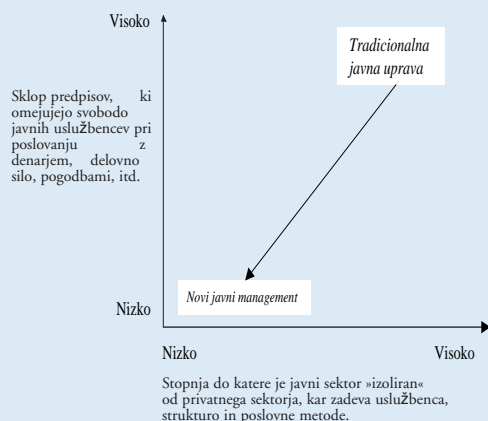 Visoko
Tradicionalna
javna uprava
Sklop predpisov, ki
omejujejo svobodo
javnih uslužbencev pri
poslovanju z
denarjem, delovno
silo, pogodbami, itd.
Novi javni management
Nizko
Nizko
Visoko
Stopnja do katere je javni sektor »izoliran«
od privatnega sektorja, kar zadeva uslužbenca,
strukturo in poslovne metode.